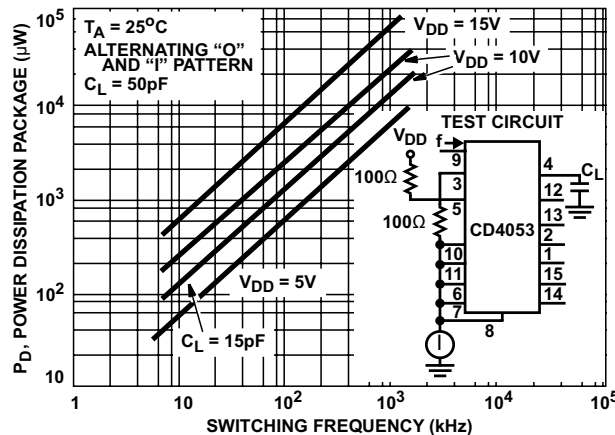 10⁵
10⁴
10³
10²
10
P_D, POWER DISSIPATION PACKAGE (µW)
T_A = 25°C
ALTERNATING “O”
AND “I” PATTERN
C_L = 50pF
V_DD = 15V
V_DD = 10V
V_DD = 5V
C_L = 15pF
TEST CIRCUIT
V_DD
f
100Ω
100Ω
CD4053
C_L
9
3
5
10
11
6
7
8
4
12
13
2
1
15
14
I
1
10
10²
10³
10⁴
10⁵
SWITCHING FREQUENCY (kHz)